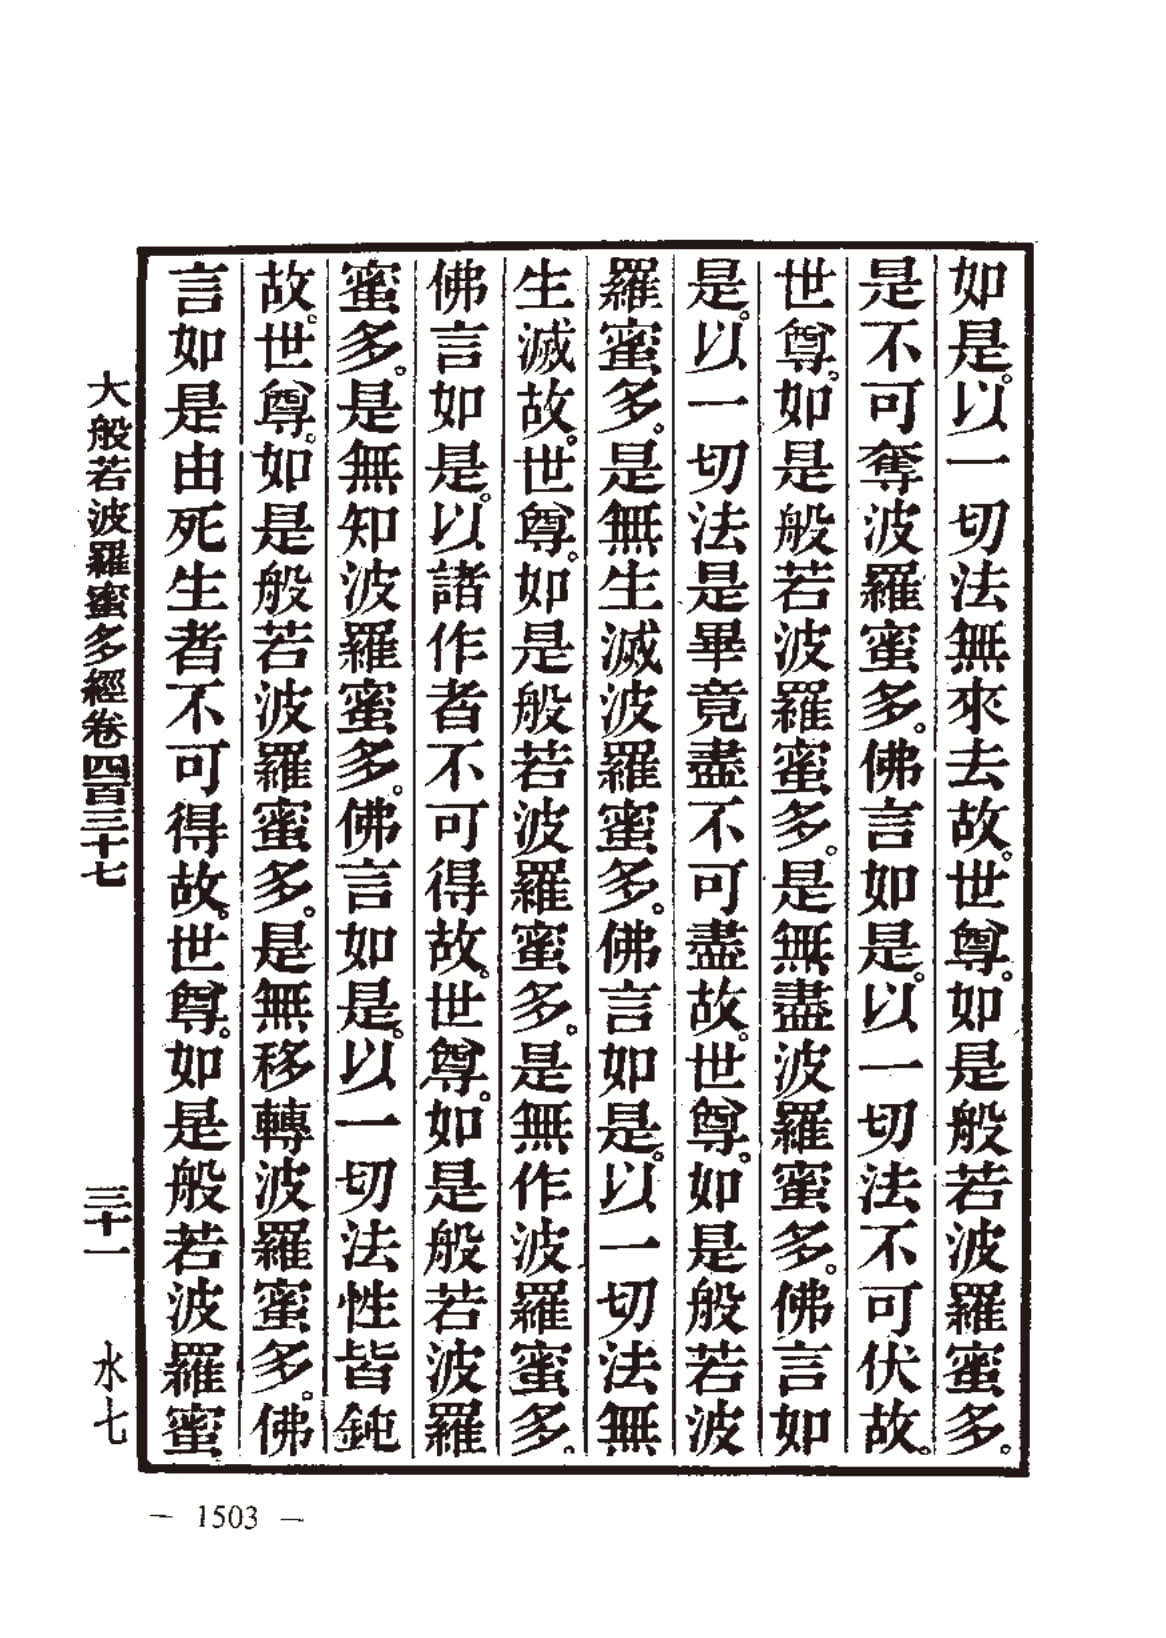 如是。以一切法無來去故。世尊。如是般若波羅蜜多。
是不可奪波羅蜜多。佛言如是。以一切法不可伏故。
世尊。如是般若波羅蜜多。是無盡波羅蜜多。佛言如
是。以一切法是畢竟盡不可盡故。世尊。如是般若波
羅蜜多。是無生滅波羅蜜多。佛言如是。以一切法無
生滅故。世尊。如是般若波羅蜜多。是無作波羅蜜多。
佛言如是。以諸作者不可得故。世尊。如是般若波羅
蜜多。是無知波羅蜜多。佛言如是。以一切法性皆鈍
故。世尊。如是般若波羅蜜多。是無移轉波羅蜜多。佛
言如是由死生者不可得故。世尊。如是般若波羅蜜
大般若波羅蜜多經卷四百三十七 三十一 水七
— 1503 —